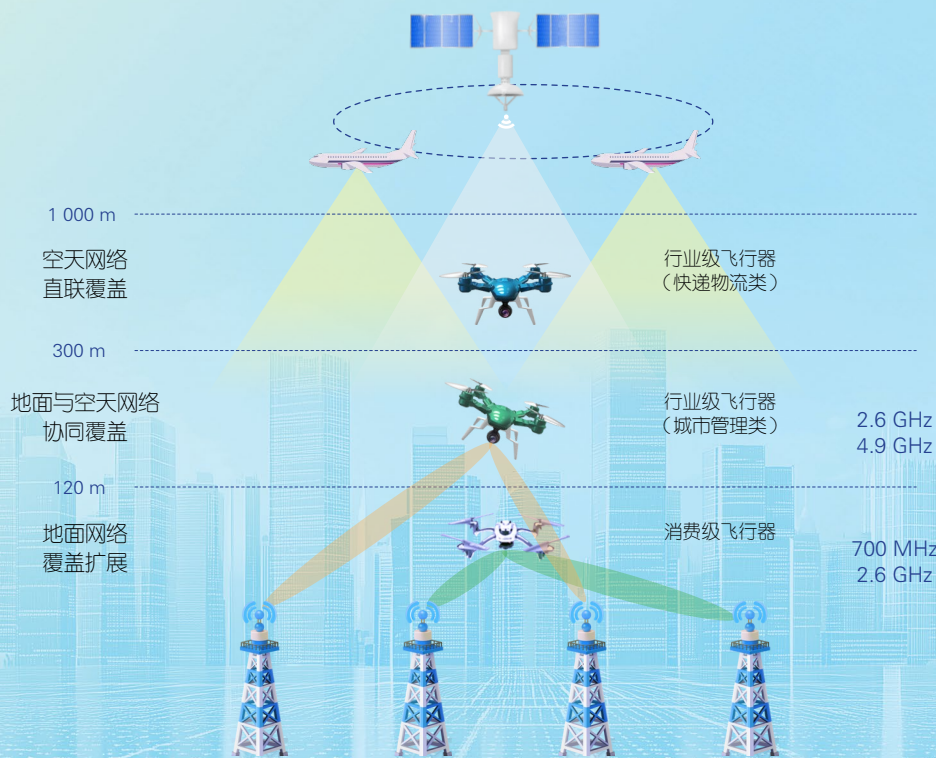 1 000 m
空天网络
直联覆盖
行业级飞行器
（快递物流类）
300 m
地面与空天网络
协同覆盖
行业级飞行器
（城市管理类）
2.6 GHz
4.9 GHz
120 m
地面网络
覆盖扩展
消费级飞行器
700 MHz
2.6 GHz